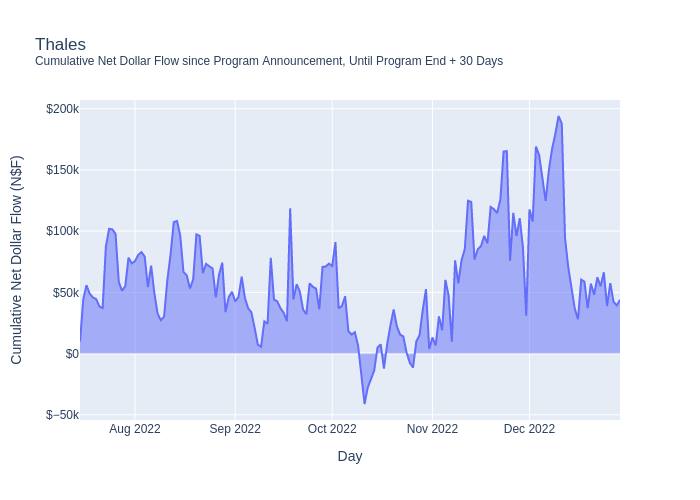 Thales
Cumulative Net Dollar Flow since Program Announcement, Until Program End + 30 Days
Cumulative Net Dollar Flow (N$F)
$200k
$150k
$100k
$50k
$0
$−50k
Aug 2022 Sep 2022 Oct 2022 Nov 2022 Dec 2022
Day